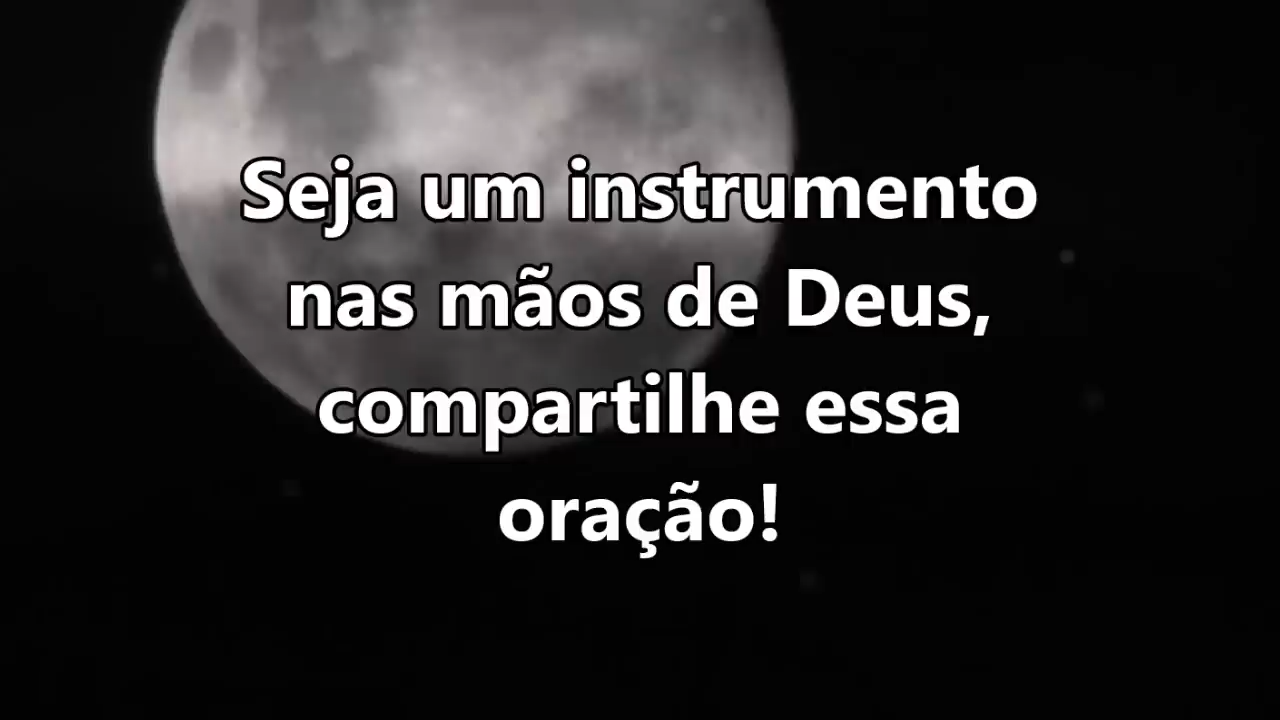 Seja um instrumento
nas mãos de Deus,
compartilhe essa
oração!